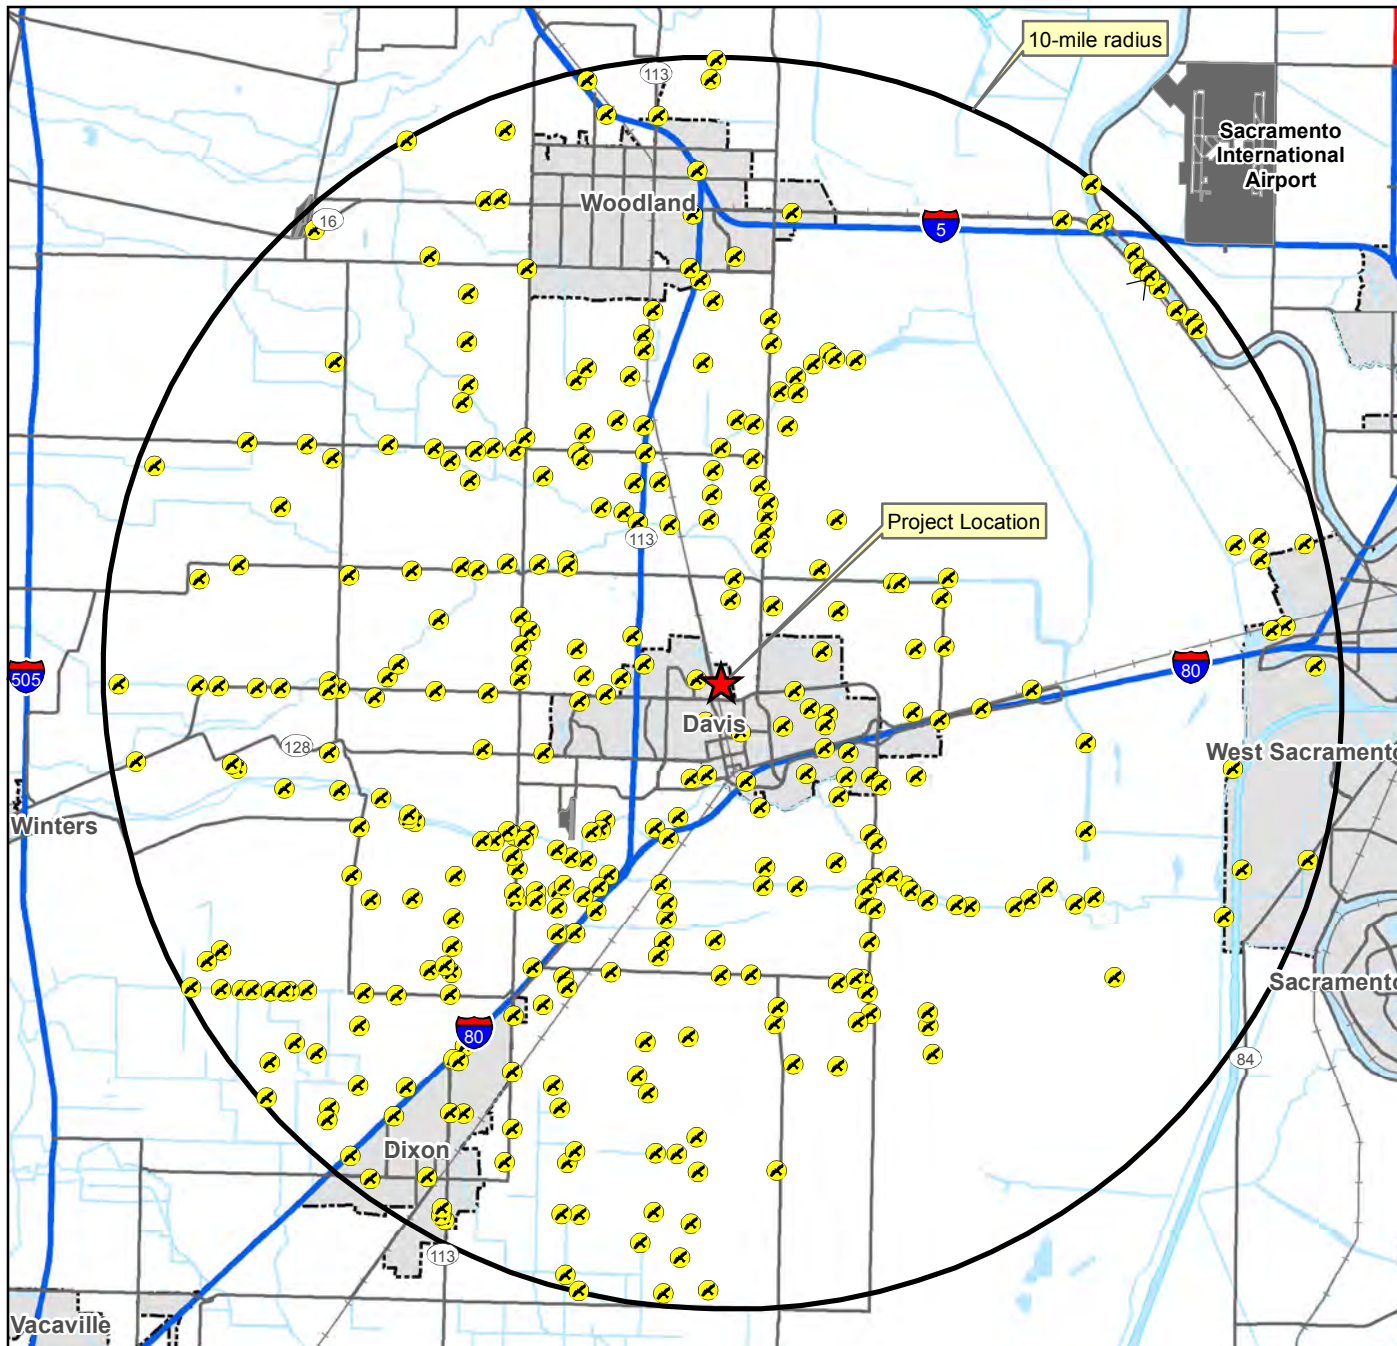 10-mile radius
113
Sacramento
International
Airport
Woodland
16
5
Project Location
113
505
80
Davis
128
West Sacramento
Winters
Sacramento
80
84
Dixon
113
Vacaville